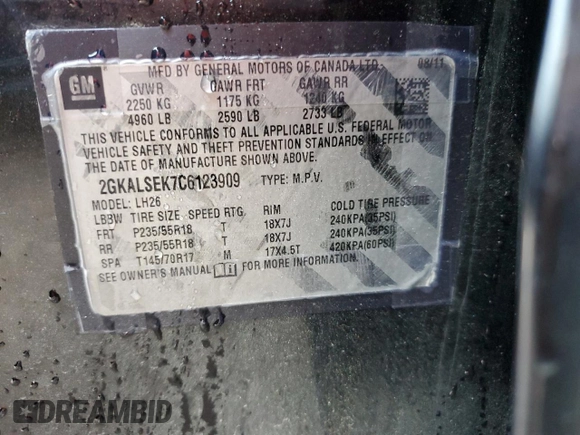 GM
MFD BY GENERAL MOTORS OF CANADA LTD. 08/11
GVWR GAWR FRT GAWR RR
2250 KG 1175 KG 1240 KG
4960 LB 2590 LB 2733 LB
THIS VEHICLE CONFORMS TO ALL APPLICABLE U.S. FEDERAL MOTOR
VEHICLE SAFETY AND THEFT PREVENTION STANDARDS IN EFFECT ON
THE DATE OF MANUFACTURE SHOWN ABOVE.
2GKALSEK7C6123909 TYPE: M.P.V.
MODEL: LH26
LBBW TIRE SIZE SPEED RTG RIM COLD TIRE PRESSURE
FRT P235/55R18 T 18X7J 240KPA(35PSI)
RR P235/55R18 T 18X7J 240KPA(35PSI)
SPA T145/70R17 M 17X4.5T 420KPA(60PSI)
SEE OWNER'S MANUAL FOR MORE INFORMATION.
DREAMBID